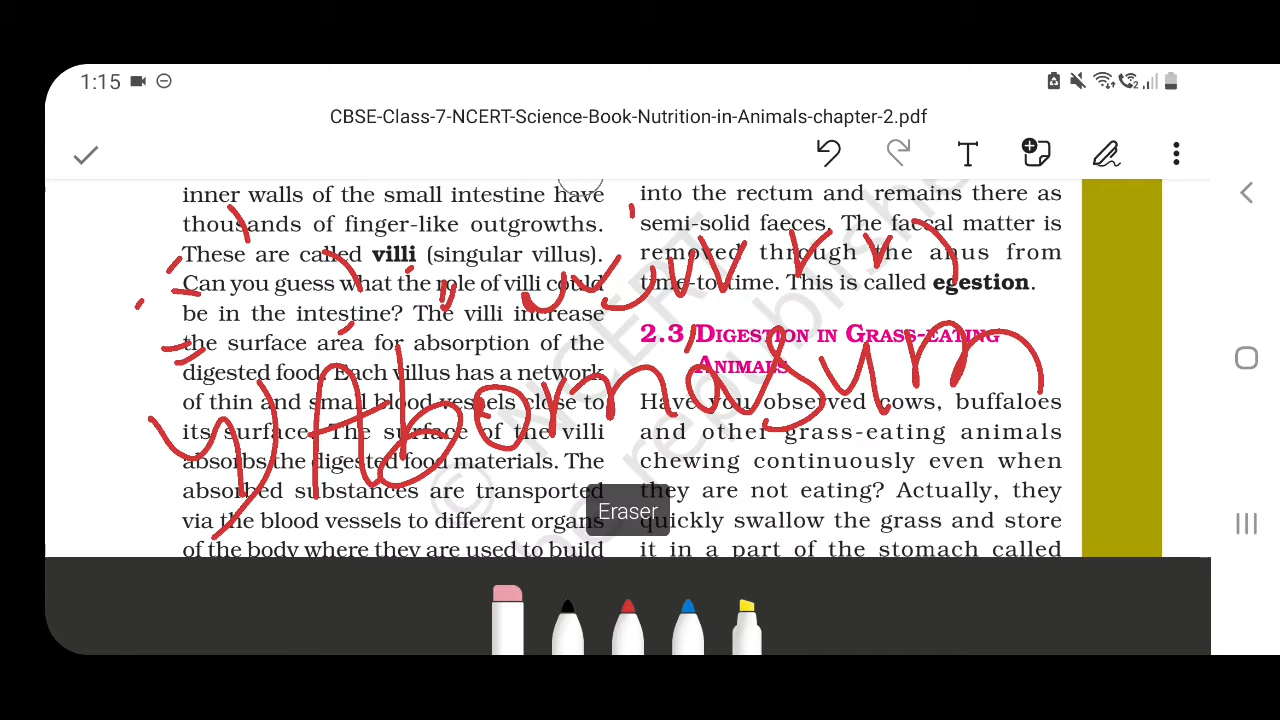 1:15
CBSE-Class-7-NCERT-Science-Book-Nutrition-in-Animals-chapter-2.pdf
T
inner walls of the small intestine have
thousands of finger-like outgrowths.
These are called villi (singular villus).
Can you guess what the role of villi could
be in the intestine? The villi increase
the surface area for absorption of the
digested food. Each villus has a network
of thin and small blood vessels close to
its surface. The surface of the villi
absorbs the digested food materials. The
absorbed substances are transported
via the blood vessels to different organs
of the body where they are used to build
into the rectum and remains there as
semi-solid faeces. The faecal matter is
removed through the anus from
time-to-time. This is called egestion.
2.3 DIGESTION IN GRASS-EATING
ANIMALS
Have you observed cows, buffaloes
and other grass-eating animals
chewing continuously even when
they are not eating? Actually, they
quickly swallow the grass and store
it in a part of the stomach called
Abormasum
© NCERT
republishe
Eraser